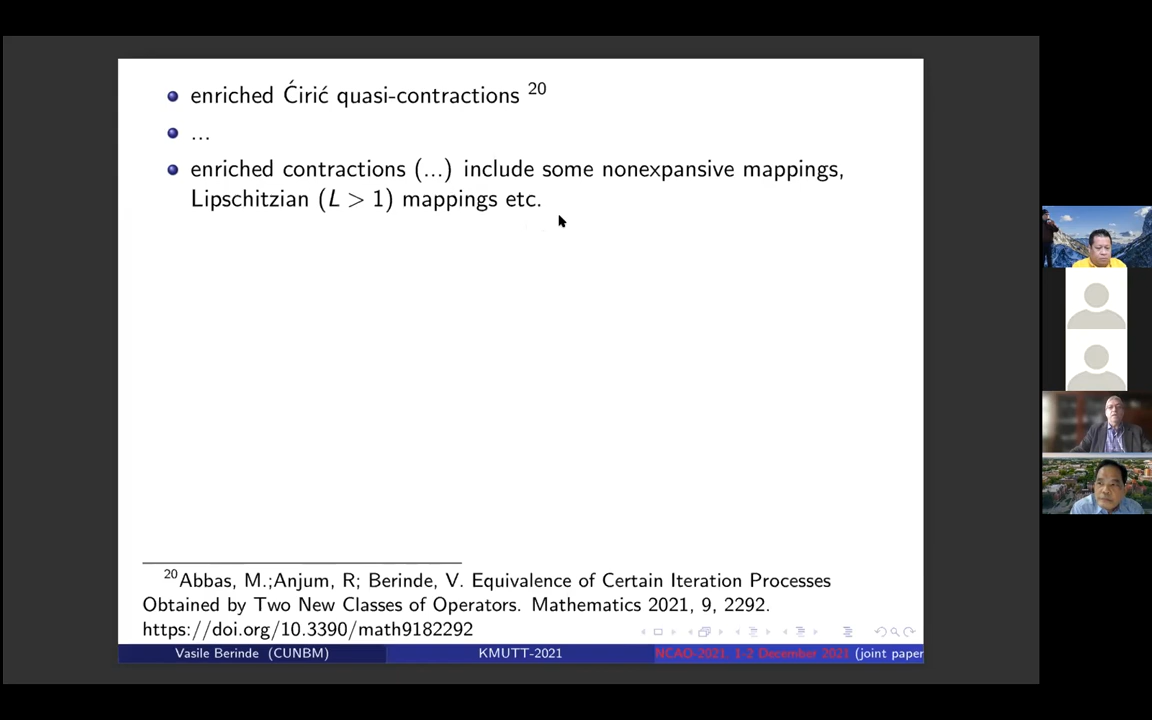 enriched Ćirić quasi-contractions 20
...
enriched contractions (...) include some nonexpansive mappings,
Lipschitzian (L > 1) mappings etc.
20Abbas, M.;Anjum, R; Berinde, V. Equivalence of Certain Iteration Processes
Obtained by Two New Classes of Operators. Mathematics 2021, 9, 2292.
https://doi.org/10.3390/math9182292
Vasile Berinde (CUNBM) KMUTT-2021 NCAO-2021, 1-2 December 2021 (joint paper